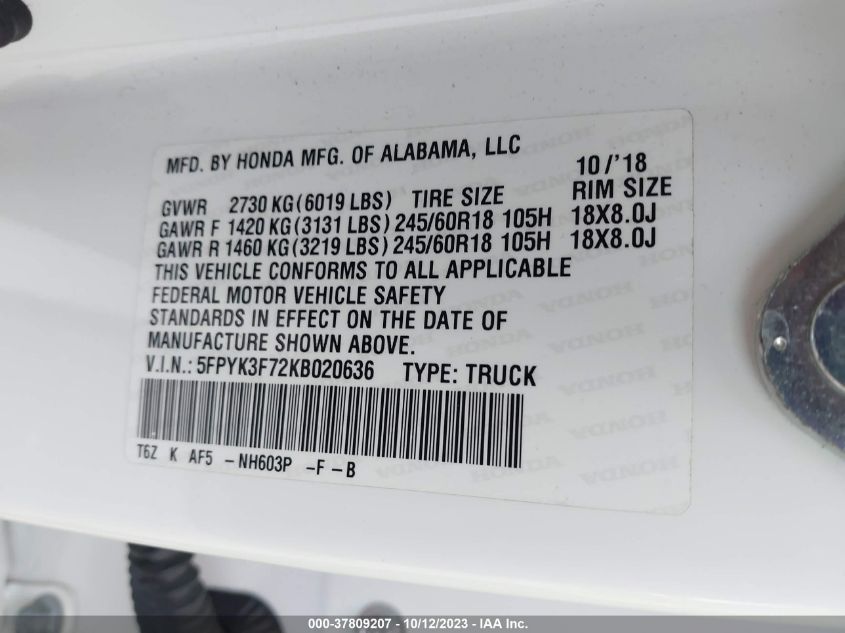 MFD. BY HONDA MFG. OF ALABAMA, LLC 10/'18
GVWR 2730 KG(6019 LBS) TIRE SIZE RIM SIZE
GAWR F 1420 KG(3131 LBS) 245/60R18 105H 18X8.0J
GAWR R 1460 KG(3219 LBS) 245/60R18 105H 18X8.0J
THIS VEHICLE CONFORMS TO ALL APPLICABLE
FEDERAL MOTOR VEHICLE SAFETY
STANDARDS IN EFFECT ON THE DATE OF
MANUFACTURE SHOWN ABOVE.
V.I.N.: 5FPYK3F72KB020636 TYPE: TRUCK
T6Z K AF5 -NH603P -F-B
000-37809207 - 10/12/2023 - IAA Inc.